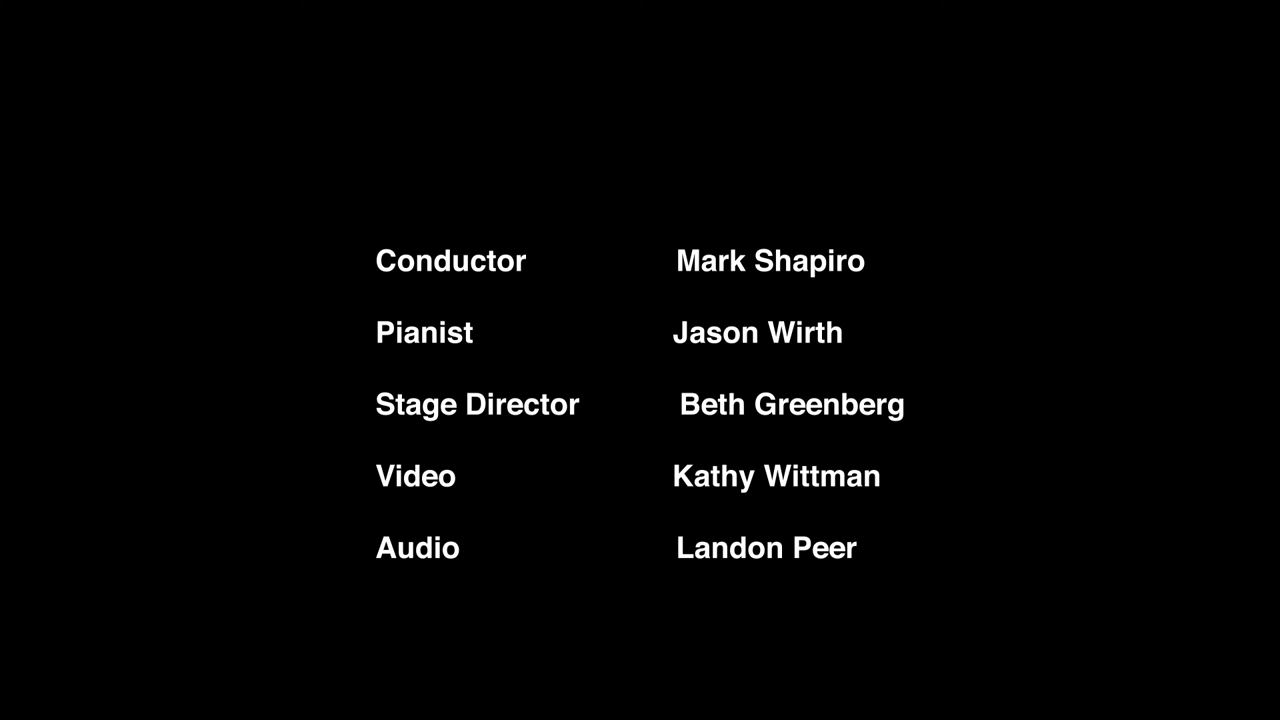 Conductor Mark Shapiro
Pianist Jason Wirth
Stage Director Beth Greenberg
Video Kathy Wittman
Audio Landon Peer